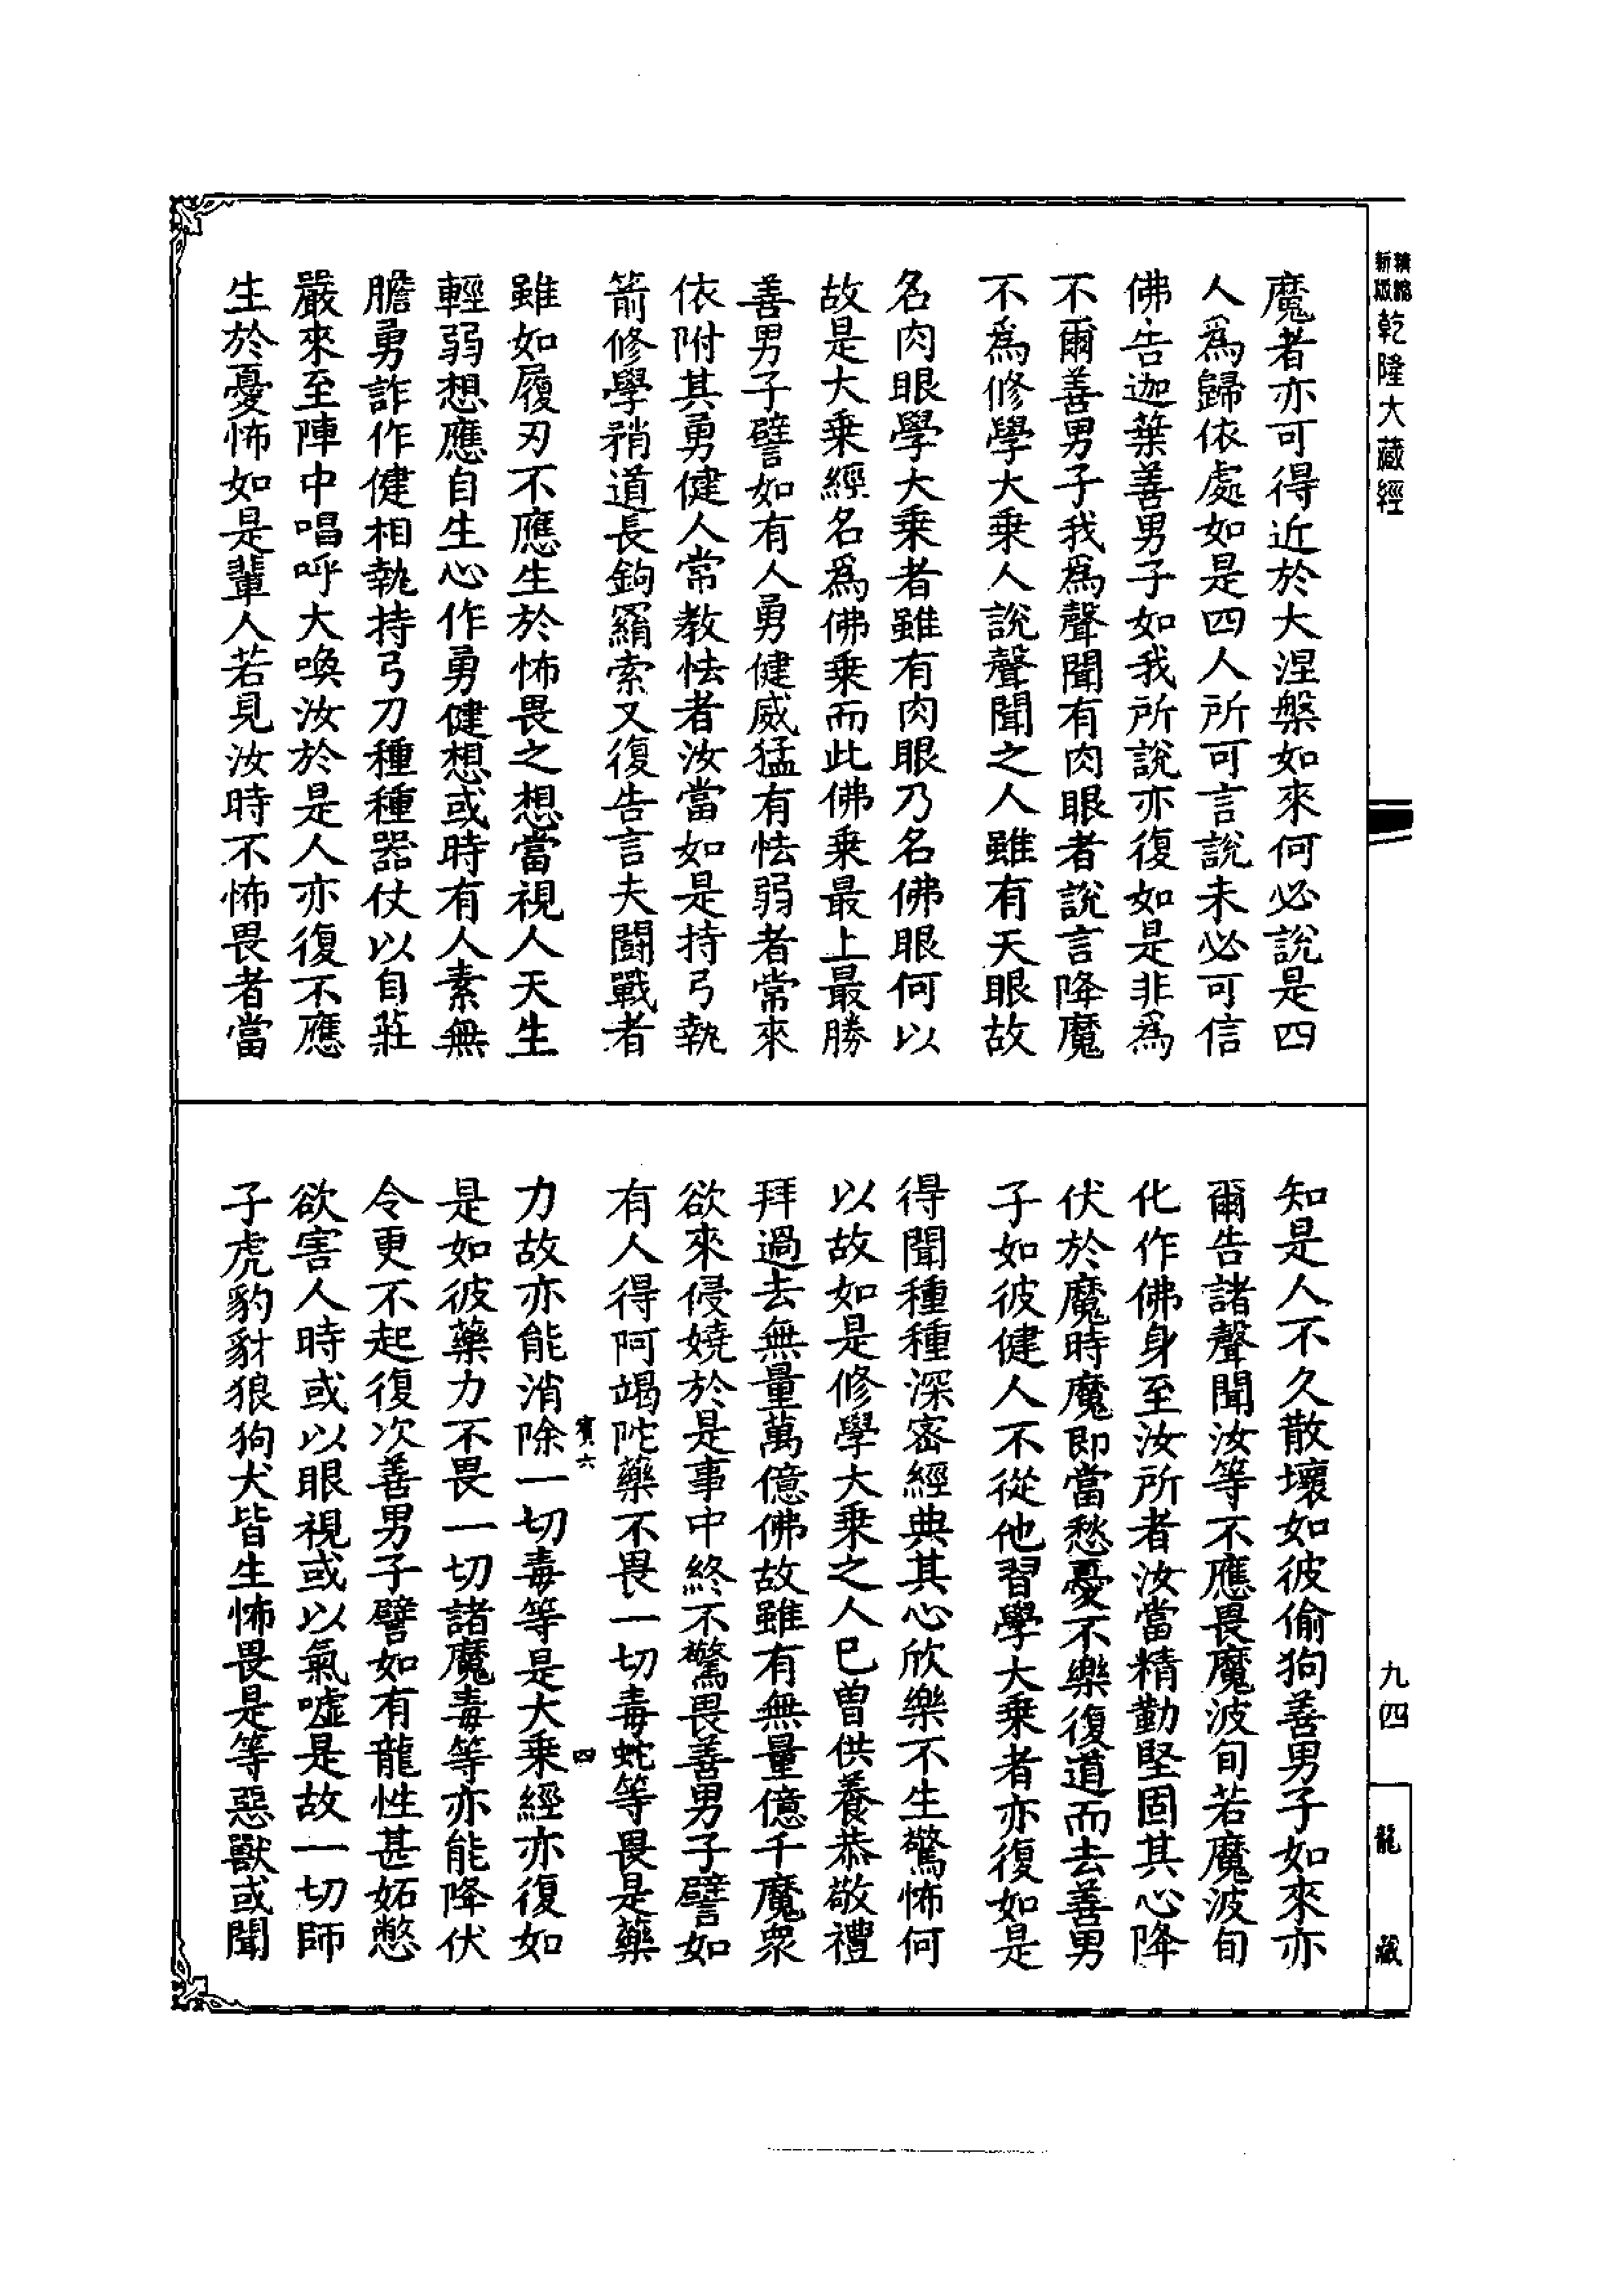 新版精縮乾隆大藏經
魔者亦可得近於大涅槃如來何必說是四
人爲歸依處如是四人所可言說未必可信
佛告迦葉善男子如我所說亦復如是非爲
不爾善男子我爲聲聞有肉眼者說言降魔
不爲修學大乗人說聲聞之人雖有天眼故
名肉眼學大乗者雖有肉眼乃名佛眼何以
故是大乗經名爲佛乗而此佛乗最上最勝
善男子譬如有人勇健威猛有怯弱者常來
依附其勇健人常教怯者汝當如是持弓執
箭修學矟道長鉤羂索又復告言夫鬪戰者
雖如履刃不應生於怖畏之想當視人天生
輕弱想應自生心作勇健想或時有人素無
膽勇詐作健相執持弓刀種種器仗以自莊
嚴來至陣中唱呼大喚汝於是人亦復不應
生於憂怖如是輩人若見汝時不怖畏者當
知是人不久散壞如彼偷狗善男子如來亦
爾告諸聲聞汝等不應畏魔波旬若魔波旬
化作佛身至汝所者汝當精勤堅固其心降
伏於魔時魔即當愁憂不樂復道而去善男
子如彼健人不從他習學大乗者亦復如是
得聞種種深密經典其心欣樂不生驚怖何
以故如是修學大乗之人已曾供養恭敬禮
拜過去無量萬億佛故雖有無量億千魔衆
欲來侵嬈於是事中終不驚畏善男子譬如
有人得阿竭陀藥不畏一切毒蛇等畏是藥
寶六
四
力故亦能消除一切毒等是大乗經亦復如
是如彼藥力不畏一切諸魔毒等亦能降伏
令更不起復次善男子譬如有龍性甚妬憋
欲害人時或以眼視或以氣噓是故一切師
子虎豹豺狼狗犬皆生怖畏是等惡獸或聞
九四
龍藏